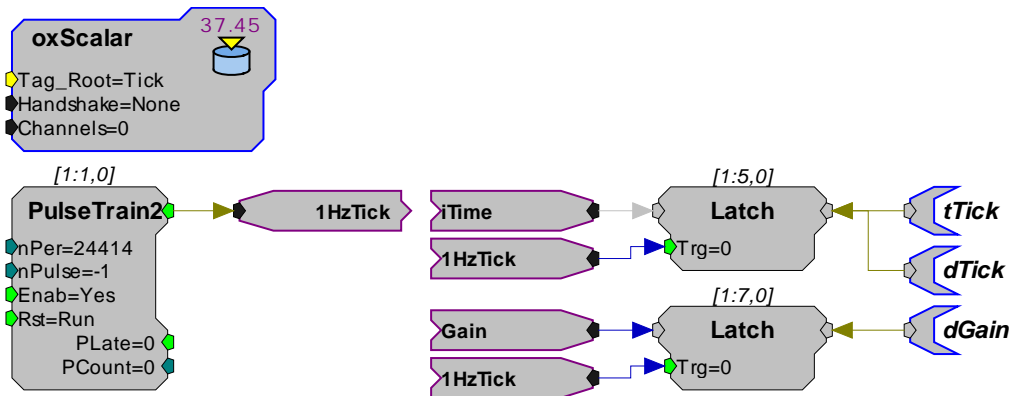 37.45
oxScalar
Tag_Root=Tick
Handshake=None
Channels=0
[1:1,0]
PulseTrain2
nPer=24414
nPulse=-1
Enab=Yes
Rst=Run
PLate=0
PCount=0
1HzTick
iTime
1HzTick
[1:5,0]
Latch
Trg=0
tTick
dTick
Gain
1HzTick
[1:7,0]
Latch
Trg=0
dGain